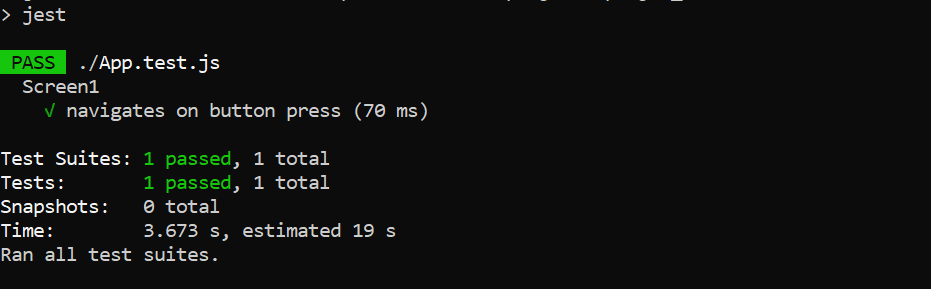 > jest
PASS ./App.test.js
Screen1
√ navigates on button press (70 ms)
Test Suites: 1 passed, 1 total
Tests: 1 passed, 1 total
Snapshots: 0 total
Time: 3.673 s, estimated 19 s
Ran all test suites.